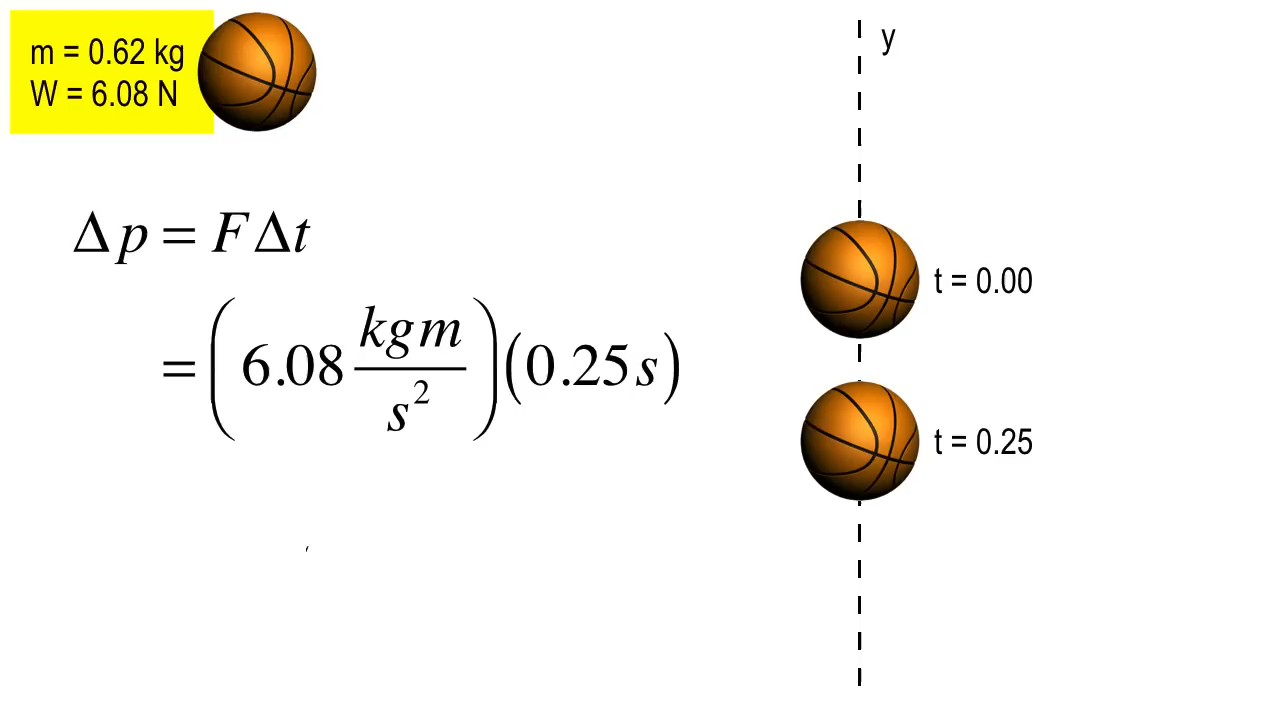 m = 0.62 kg
W = 6.08 N
y
Δp = FΔt
= (6.08 kgm/s²)(0.25s)
t = 0.00
t = 0.25